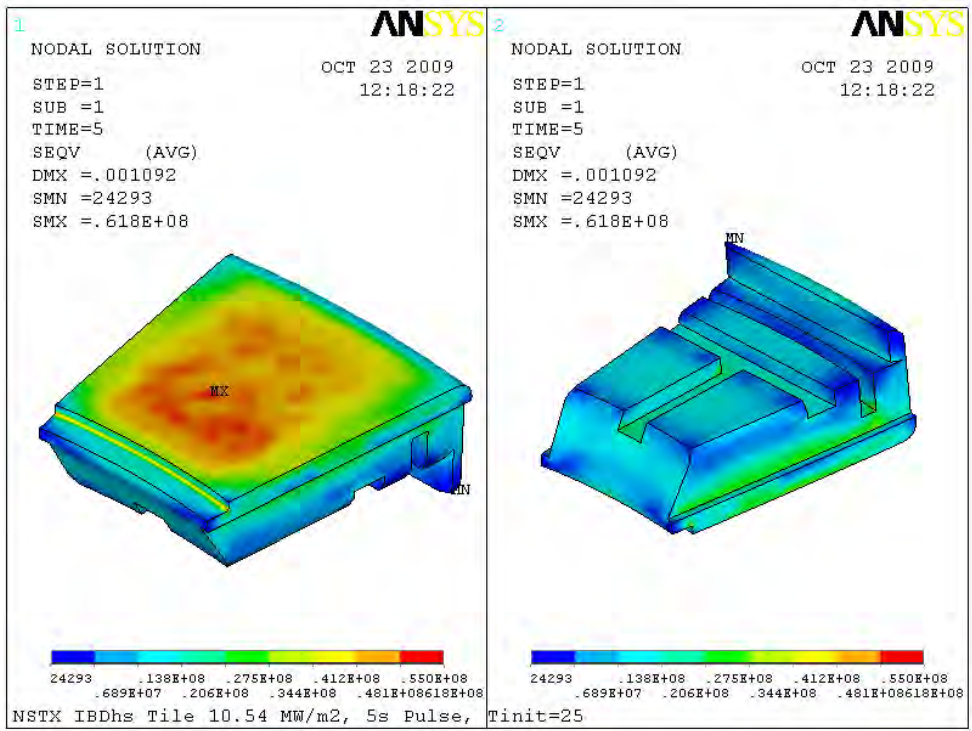 1
ANSYS
NODAL SOLUTION
OCT 23 2009
12:18:22
STEP=1
SUB =1
TIME=5
SEQV (AVG)
DMX =.001092
SMN =24293
SMX =.618E+08
MX
MN
24293 .138E+08 .275E+08 .412E+08 .550E+08
.689E+07 .206E+08 .344E+08 .481E+08618E+08
2
ANSYS
NODAL SOLUTION
OCT 23 2009
12:18:22
STEP=1
SUB =1
TIME=5
SEQV (AVG)
DMX =.001092
SMN =24293
SMX =.618E+08
MN
24293 .138E+08 .275E+08 .412E+08 .550E+08
.689E+07 .206E+08 .344E+08 .481E+08618E+08
NSTX IBDhs Tile 10.54 MW/m2, 5s Pulse, Tinit=25